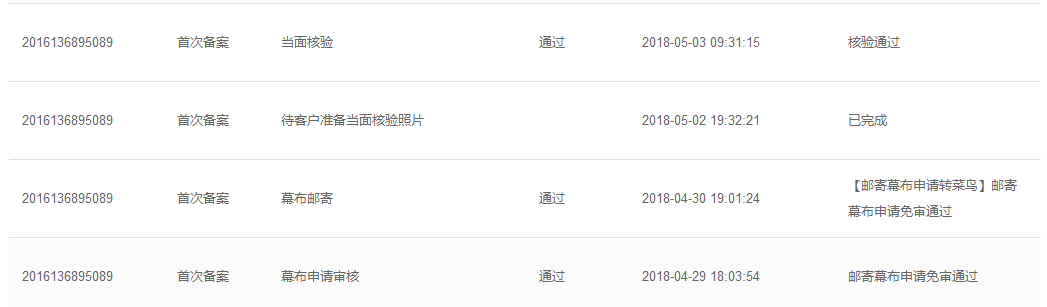 2016136895089 首次备案 当面核验 通过 2018-05-03 09:31:15 核验通过
2016136895089 首次备案 待客户准备当面核验照片 2018-05-02 19:32:21 已完成
2016136895089 首次备案 幕布邮寄 通过 2018-04-30 19:01:24 【邮寄幕布申请转菜鸟】邮寄
幕布申请免审通过
2016136895089 首次备案 幕布申请审核 通过 2018-04-29 18:03:54 邮寄幕布申请免审通过